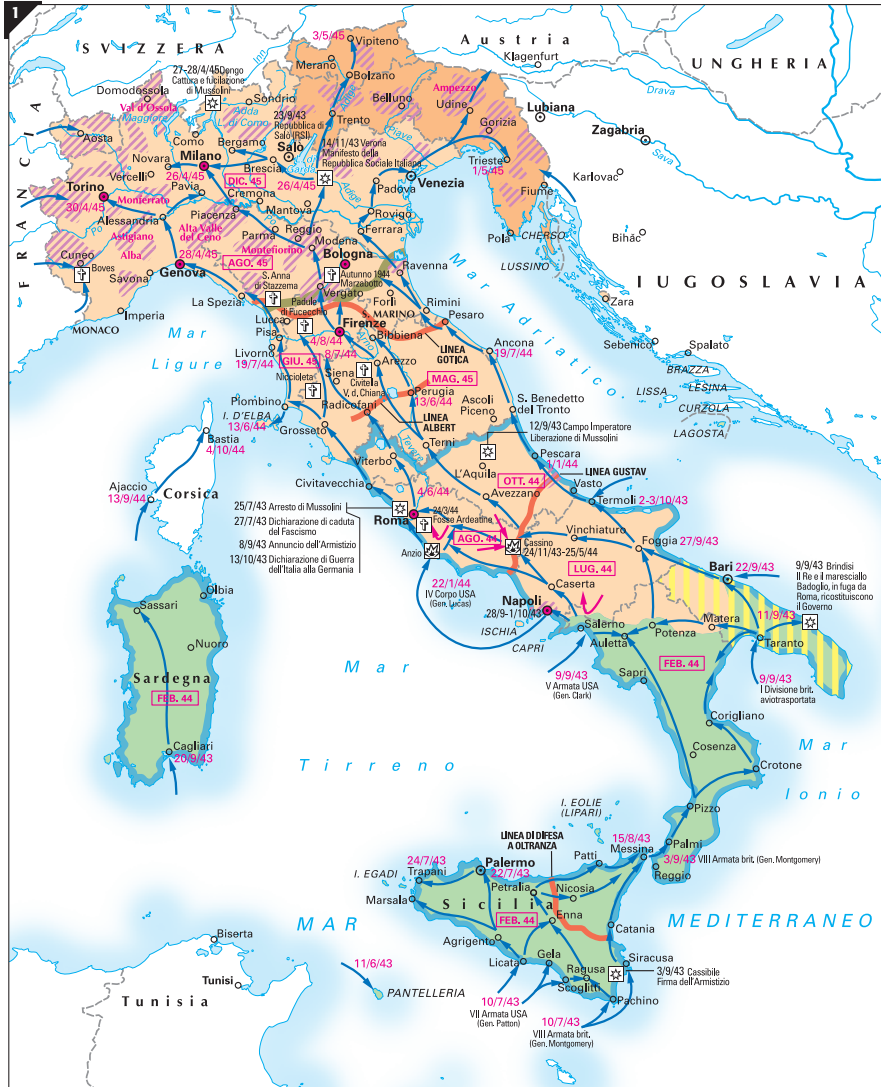 1
SVIZZERA
Austria
UNGHERIA
FRANCIA
IUGOSLAVIA
3/5/45
Vipiteno
Klagenfurt
Merano
Bolzano
Inn
Drava
27-28/4/45 Dongo
Cattura e fucilazione
di Mussolini
Domodossola
Val d'Ossola
L. Maggiore
Sondrio
Adda
L. di Como
Belluno
Ampezzo
Udine
Lubiana
Adige
Trento
Piave
Gorizia
Zagabria
Sava
23/9/43
Repubblica di
Salò (RSI)
Aosta
Como
Bergamo
Salò
L. di
Garda
14/11/43 Verona
Manifesto della
Repubblica Sociale Italiana
Trieste
1/5/45
Novara
Milano
26/4/45
Brescia
26/4/45
Venezia
Fiume
Karlovac
Vercelli
Torino
30/4/45
Pavia
DIC. 45
Cremona
Mantova
Adige
Padova
Rovigo
Monferrato
Alessandria
Piacenza
Po
Po
Parma
Reggio
Modena
Ferrara
Pola
CHERSO
LUSSINO
Bihăc
Astigiano
Alba
Alta Valle
del Ceno
Montefiorino
Bologna
Ravenna
Cuneo
Boves
Savona
28/4/45
Genova
AGO. 45
S. Anna
di Stazzema
Autunno 1944
Marzabotto
Vergato
Forlì
Zara
MONACO
Imperia
La Spezia
Padule
di Fucecchio
S. MARINO
Rimini
Pesaro
Mar
Ligure
Mar Adriatico
Lucca
Pisa
Firenze
4/8/44
8/7/44
Arno
Bibbiena
LINEA
GOTICA
Ancona
19/7/44
Sebenico
Spalato
BRAZZA
LISSA
LESINA
CURZOLA
LAGOSTA
Livorno
19/7/44
GIU. 45
Niccioleta
Siena
Civitella
V. d. Chiana
Arezzo
MAG. 45
Perugia
13/6/44
Piombino
I. D'ELBA
13/6/44
Radicofani
LINEA
ALBERT
Ascoli
Piceno
S. Benedetto
del Tronto
Grosseto
Tevere
Terni
12/9/43 Campo Imperatore
Liberazione di Mussolini
Bastia
4/10/44
Viterbo
L'Aquila
Pescara
1/1/44
LINEA GUSTAV
Ajaccio
13/9/44
Corsica
Civitavecchia
4/6/44
Avezzano
OTT. 44
Vasto
Termoli
2-3/10/43
25/7/43 Arresto di Mussolini
27/7/43 Dichiarazione di caduta
del Fascismo
8/9/43 Annuncio dell'Armistizio
13/10/43 Dichiarazione di Guerra
dell'Italia alla Germania
Roma
24/3/44
Fosse Ardeatine
AGO. 44
Anzio
Cassino
24/11/43-25/5/44
Vinchiaturo
Foggia
27/9/43
LUG. 44
22/1/44
IV Corpo USA
(Gen. Lucas)
Caserta
Bari
22/9/43
9/9/43 Brindisi
Il Re e il maresciallo
Badoglio, in fuga da
Roma, ricostituiscono
il Governo
Napoli
28/9-1/10/43
ISCHIA
CAPRI
Salerno
Auletta
Potenza
Matera
11/9/43
Taranto
9/9/43
V Armata USA
(Gen. Clark)
Sapri
FEB. 44
9/9/43
I Divisione brit.
aviotrasportata
Olbia
Sassari
Nuoro
Sardegna
FEB. 44
Cagliari
20/9/43
Mar
Tirreno
Corigliano
Cosenza
Crotone
Mar
Ionio
Pizzo
I. EOLIE
(LIPARI)
LINEA DI DIFESA
A OLTRANZA
15/8/43
Messina
Palmi
3/9/43 VIII Armata brit. (Gen. Montgomery)
Reggio
24/7/43
Trapani
I. EGADI
Marsala
Palermo
22/7/43
Patti
Petralia
Nicosia
Sicilia
FEB. 44
Enna
Catania
MAR
MEDITERRANEO
Agrigento
Licata
Gela
Ragusa
Scoglitti
Siracusa
3/9/43 Cassibile
Firma dell'Armistizio
Pachino
Biserta
Tunisi
Tunisia
11/6/43
PANTELLERIA
10/7/43
VII Armata USA
(Gen. Patton)
10/7/43
VIII Armata brit.
(Gen. Montgomery)